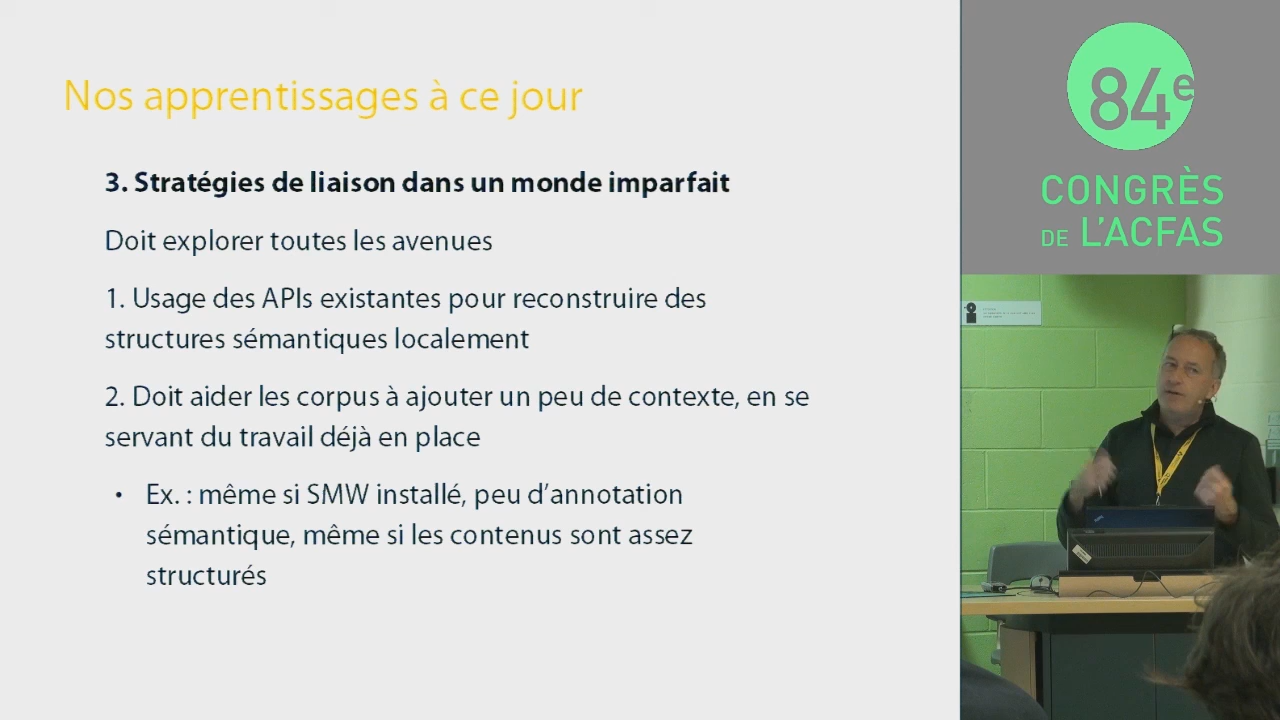 Nos apprentissages à ce jour
3. Stratégies de liaison dans un monde imparfait
Doit explorer toutes les avenues
1. Usage des APIs existantes pour reconstruire des
structures sémantiques localement
2. Doit aider les corpus à ajouter un peu de contexte, en se
servant du travail déjà en place
• Ex. : même si SMW installé, peu d’annotation
sémantique, même si les contenus sont assez
structurés
84e
CONGRÈS
DE L’ACFAS